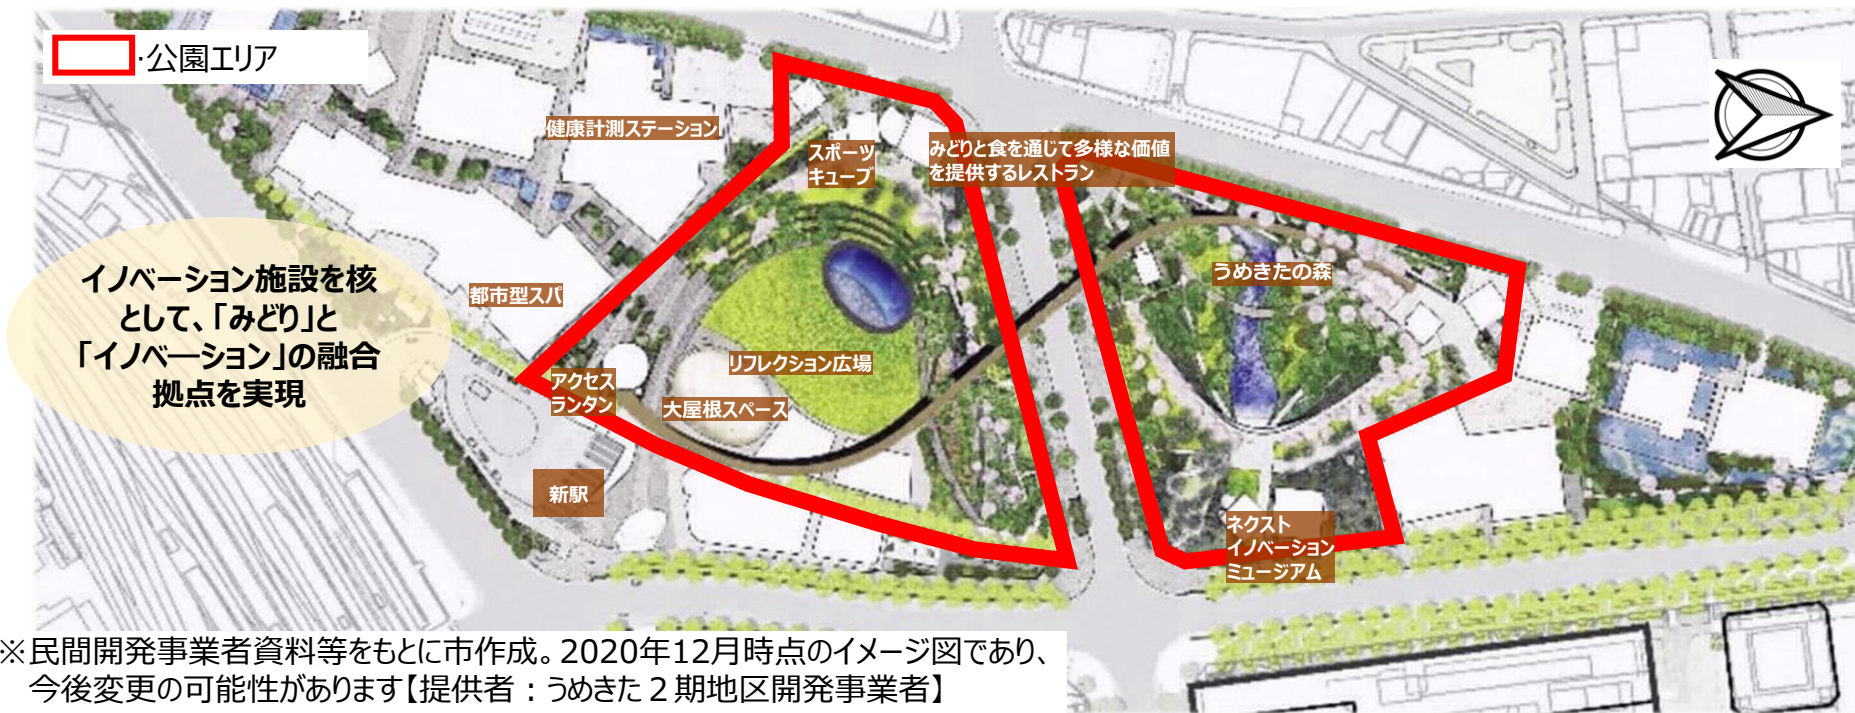 ・公園エリア
健康計測ステーション
スポーツ
キューブ
みどりと食を通じて多様な価値
を提供するレストラン
うめきたの森
イノベーション施設を核
として、「みどり」と
「イノベーション」の融合
拠点を実現
都市型スパ
リフレクション広場
アクセス
ランタン
大屋根スペース
新駅
ネクスト
イノベーション
ミュージアム
※民間開発事業者資料等をもとに市作成。2020年12月時点のイメージ図であり、
今後変更の可能性があります【提供者：うめきた２期地区開発事業者】